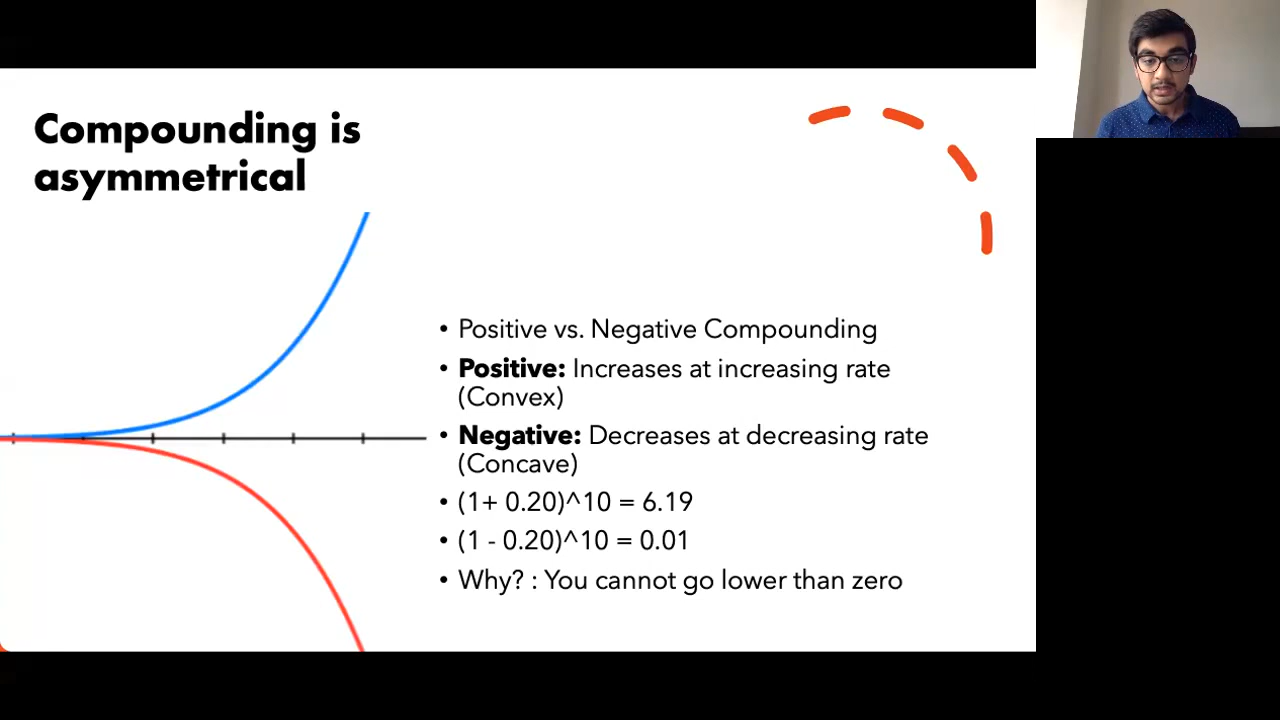 Compounding is
asymmetrical
• Positive vs. Negative Compounding
• Positive: Increases at increasing rate
(Convex)
• Negative: Decreases at decreasing rate
(Concave)
• (1+ 0.20)^10 = 6.19
• (1 - 0.20)^10 = 0.01
• Why? : You cannot go lower than zero